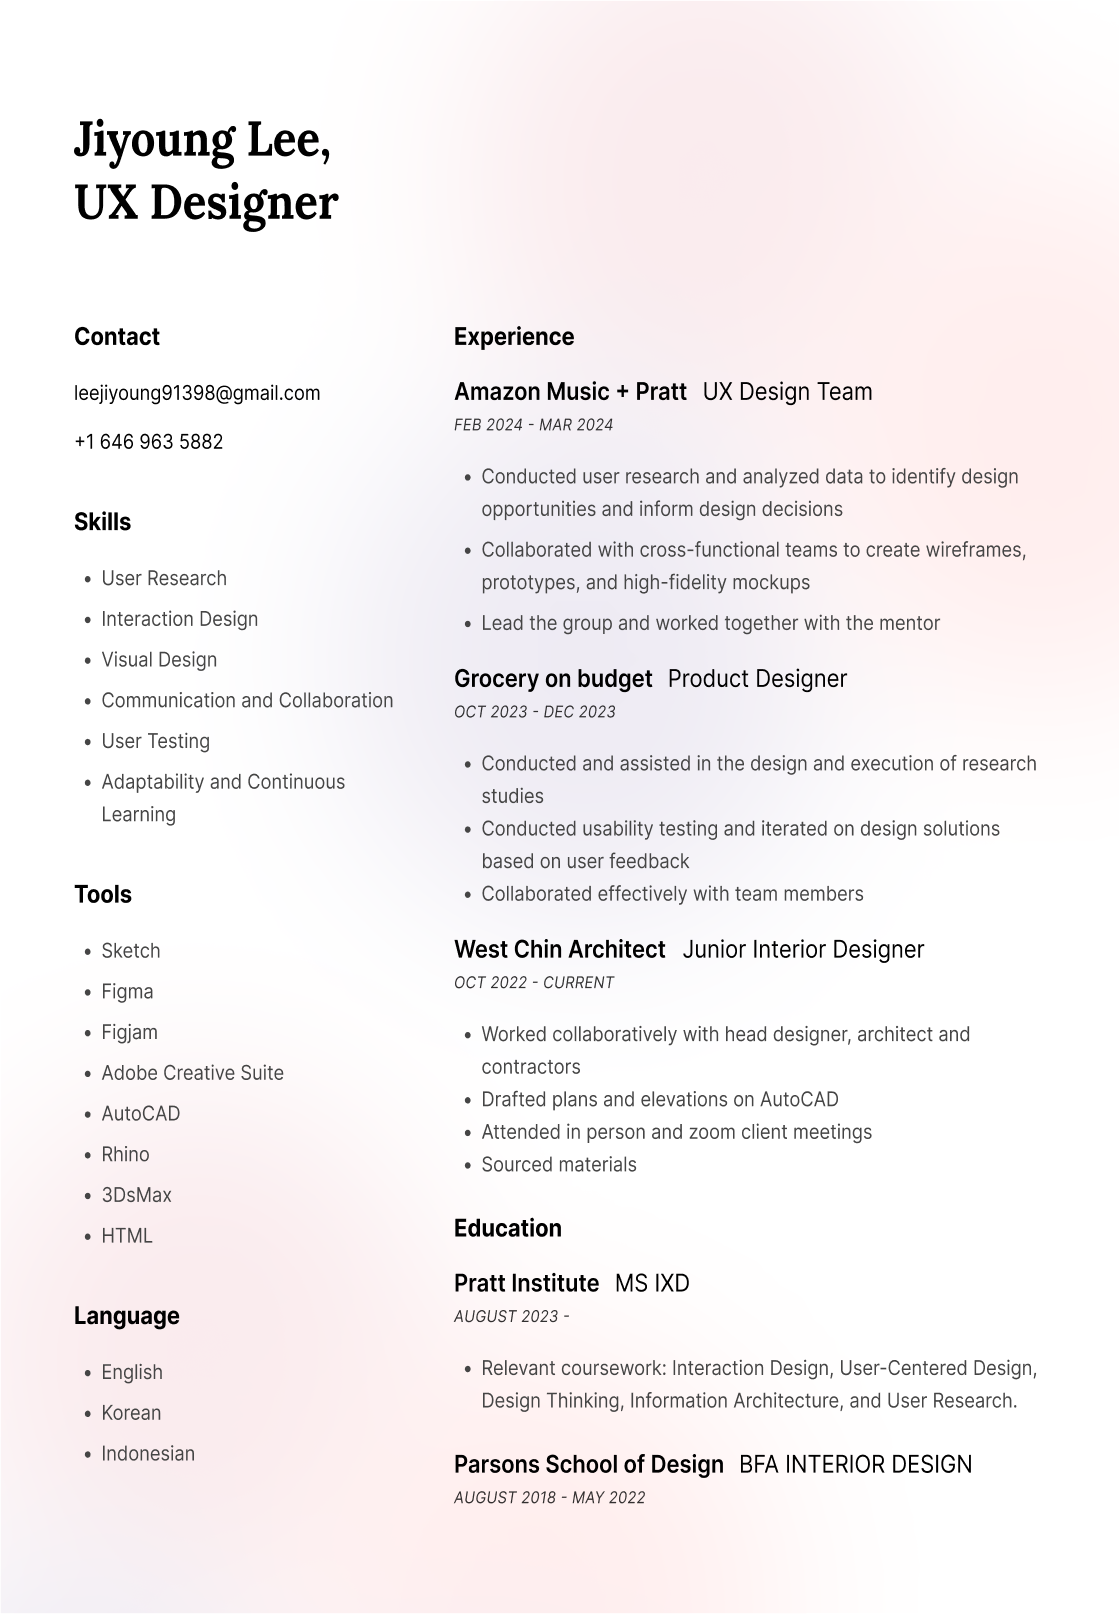 Jiyoung Lee,
UX Designer
Contact
leejiyoung91398@gmail.com
+1 646 963 5882
Skills
• User Research
• Interaction Design
• Visual Design
• Communication and Collaboration
• User Testing
• Adaptability and Continuous
Learning
Tools
• Sketch
• Figma
• Figjam
• Adobe Creative Suite
• AutoCAD
• Rhino
• 3DsMax
• HTML
Language
• English
• Korean
• Indonesian
Experience
Amazon Music + Pratt UX Design Team
FEB 2024 - MAR 2024
• Conducted user research and analyzed data to identify design
opportunities and inform design decisions
• Collaborated with cross-functional teams to create wireframes,
prototypes, and high-fidelity mockups
• Lead the group and worked together with the mentor
Grocery on budget Product Designer
OCT 2023 - DEC 2023
• Conducted and assisted in the design and execution of research
studies
• Conducted usability testing and iterated on design solutions
based on user feedback
• Collaborated effectively with team members
West Chin Architect Junior Interior Designer
OCT 2022 - CURRENT
• Worked collaboratively with head designer, architect and
contractors
• Drafted plans and elevations on AutoCAD
• Attended in person and zoom client meetings
• Sourced materials
Education
Pratt Institute MS IXD
AUGUST 2023 -
• Relevant coursework: Interaction Design, User-Centered Design,
Design Thinking, Information Architecture, and User Research.
Parsons School of Design BFA INTERIOR DESIGN
AUGUST 2018 - MAY 2022